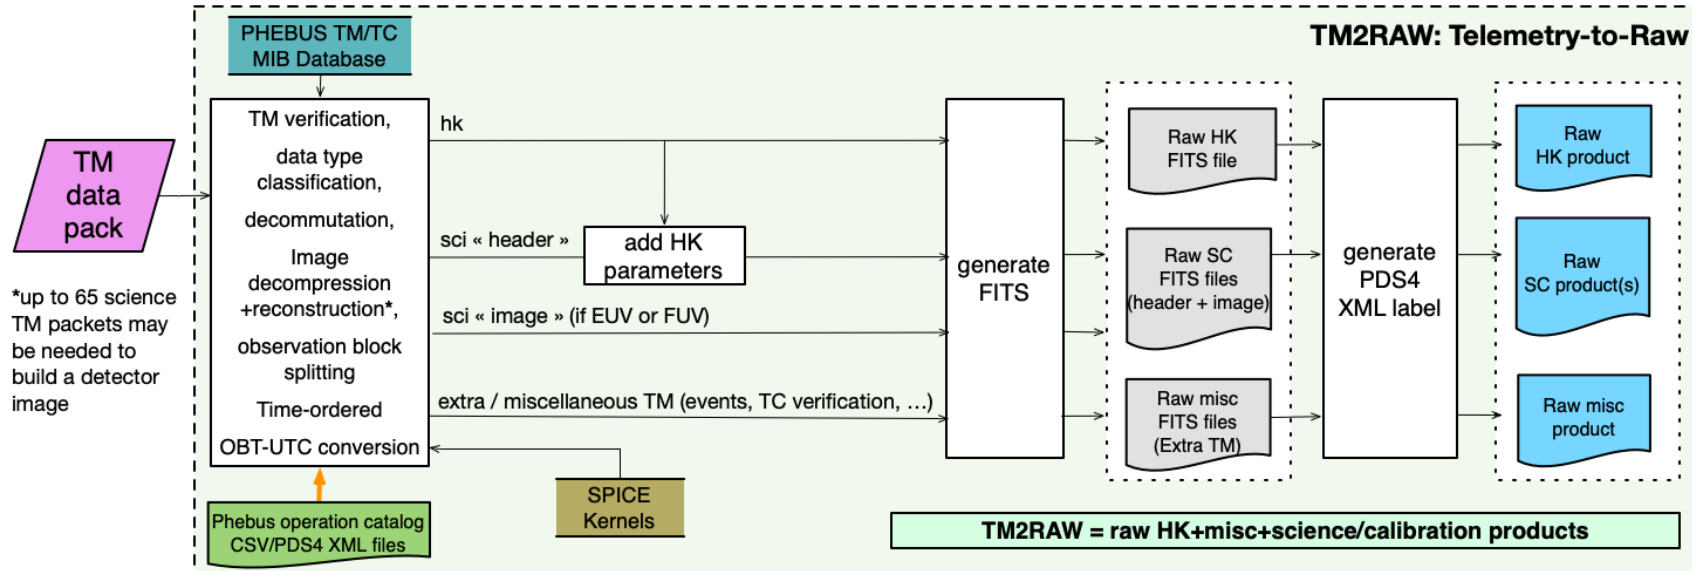 PHEBUS TM/TC
MIB Database
TM2RAW: Telemetry-to-Raw
TM
data
pack
*up to 65 science
TM packets may
be needed to
build a detector
image
TM verification,
data type
classification,
decommutation,
Image
decompression
+reconstruction*,
observation block
splitting
Time-ordered
OBT-UTC conversion
Phebus operation catalog
CSV/PDS4 XML files
hk
sci « header »
add HK
parameters
sci « image » (if EUV or FUV)
extra / miscellaneous TM (events, TC verification, …)
SPICE
Kernels
generate
FITS
Raw HK
FITS file
Raw SC
FITS files
(header + image)
Raw misc
FITS files
(Extra TM)
generate
PDS4
XML label
Raw
HK product
Raw
SC product(s)
Raw misc
product
TM2RAW = raw HK+misc+science/calibration products